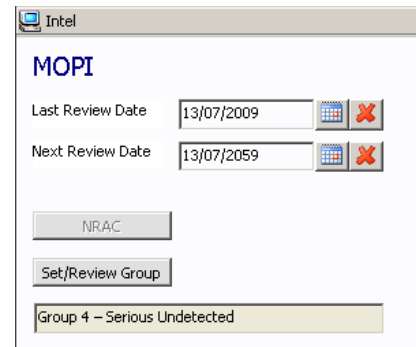 Intel
MOPI
Last Review Date 13/07/2009
Next Review Date 13/07/2059
NRAC
Set/Review Group
Group 4 – Serious Undetected